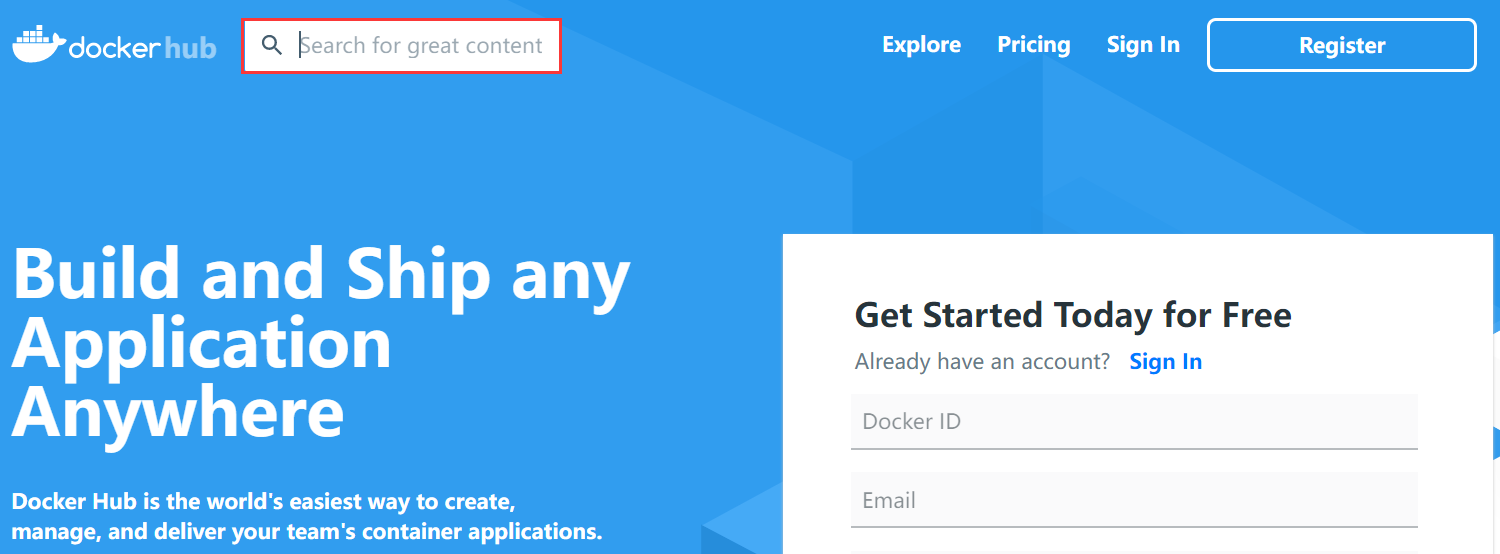 docker hub
Search for great content
Explore
Pricing
Sign In
Register
Build and Ship any
Application
Anywhere
Docker Hub is the world's easiest way to create,
manage, and deliver your team's container applications.
Get Started Today for Free
Already have an account? Sign In
Docker ID
Email